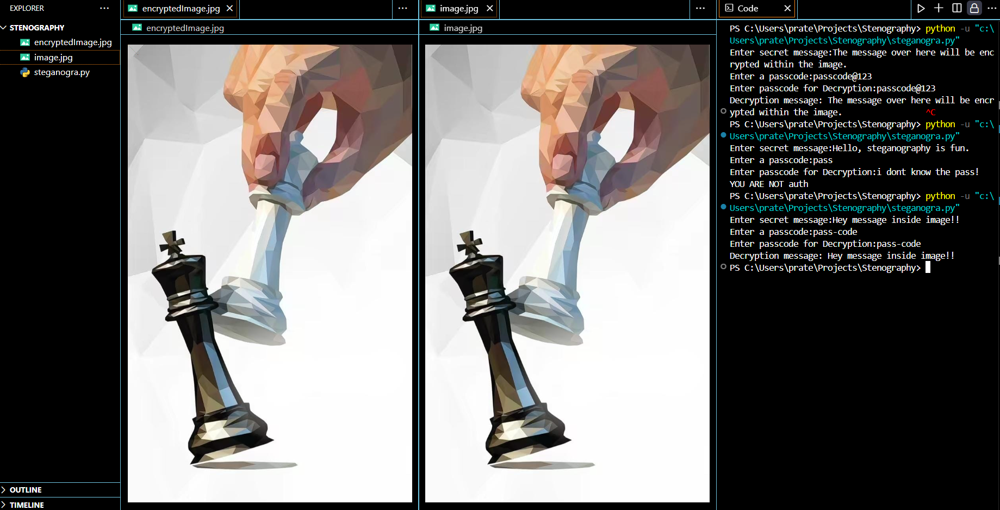 EXPLORER
STENOGRAPHY
encryptedImage.jpg
image.jpg
steganogra.py
OUTLINE
TIMELINE
encryptedImage.jpg
encryptedImage.jpg
image.jpg
image.jpg
Code
PS C:\Users\prate\Projects\Stenography> python -u "c:\
Users\prate\Projects\Stenography\steganogra.py"
Enter secret message:The message over here will be enc
rypted within the image.
Enter a passcode:passcode@123
Enter passcode for Decryption:passcode@123
Decryption message: The message over here will be encr
ypted within the image. ^C
PS C:\Users\prate\Projects\Stenography> python -u "c:\
Users\prate\Projects\Stenography\steganogra.py"
Enter secret message:Hello, steganography is fun.
Enter a passcode:pass
Enter passcode for Decryption:i dont know the pass!
YOU ARE NOT auth
PS C:\Users\prate\Projects\Stenography> python -u "c:\
Users\prate\Projects\Stenography\steganogra.py"
Enter secret message:Hey message inside image!!
Enter a passcode:pass-code
Enter passcode for Decryption:pass-code
Decryption message: Hey message inside image!!
PS C:\Users\prate\Projects\Stenography>